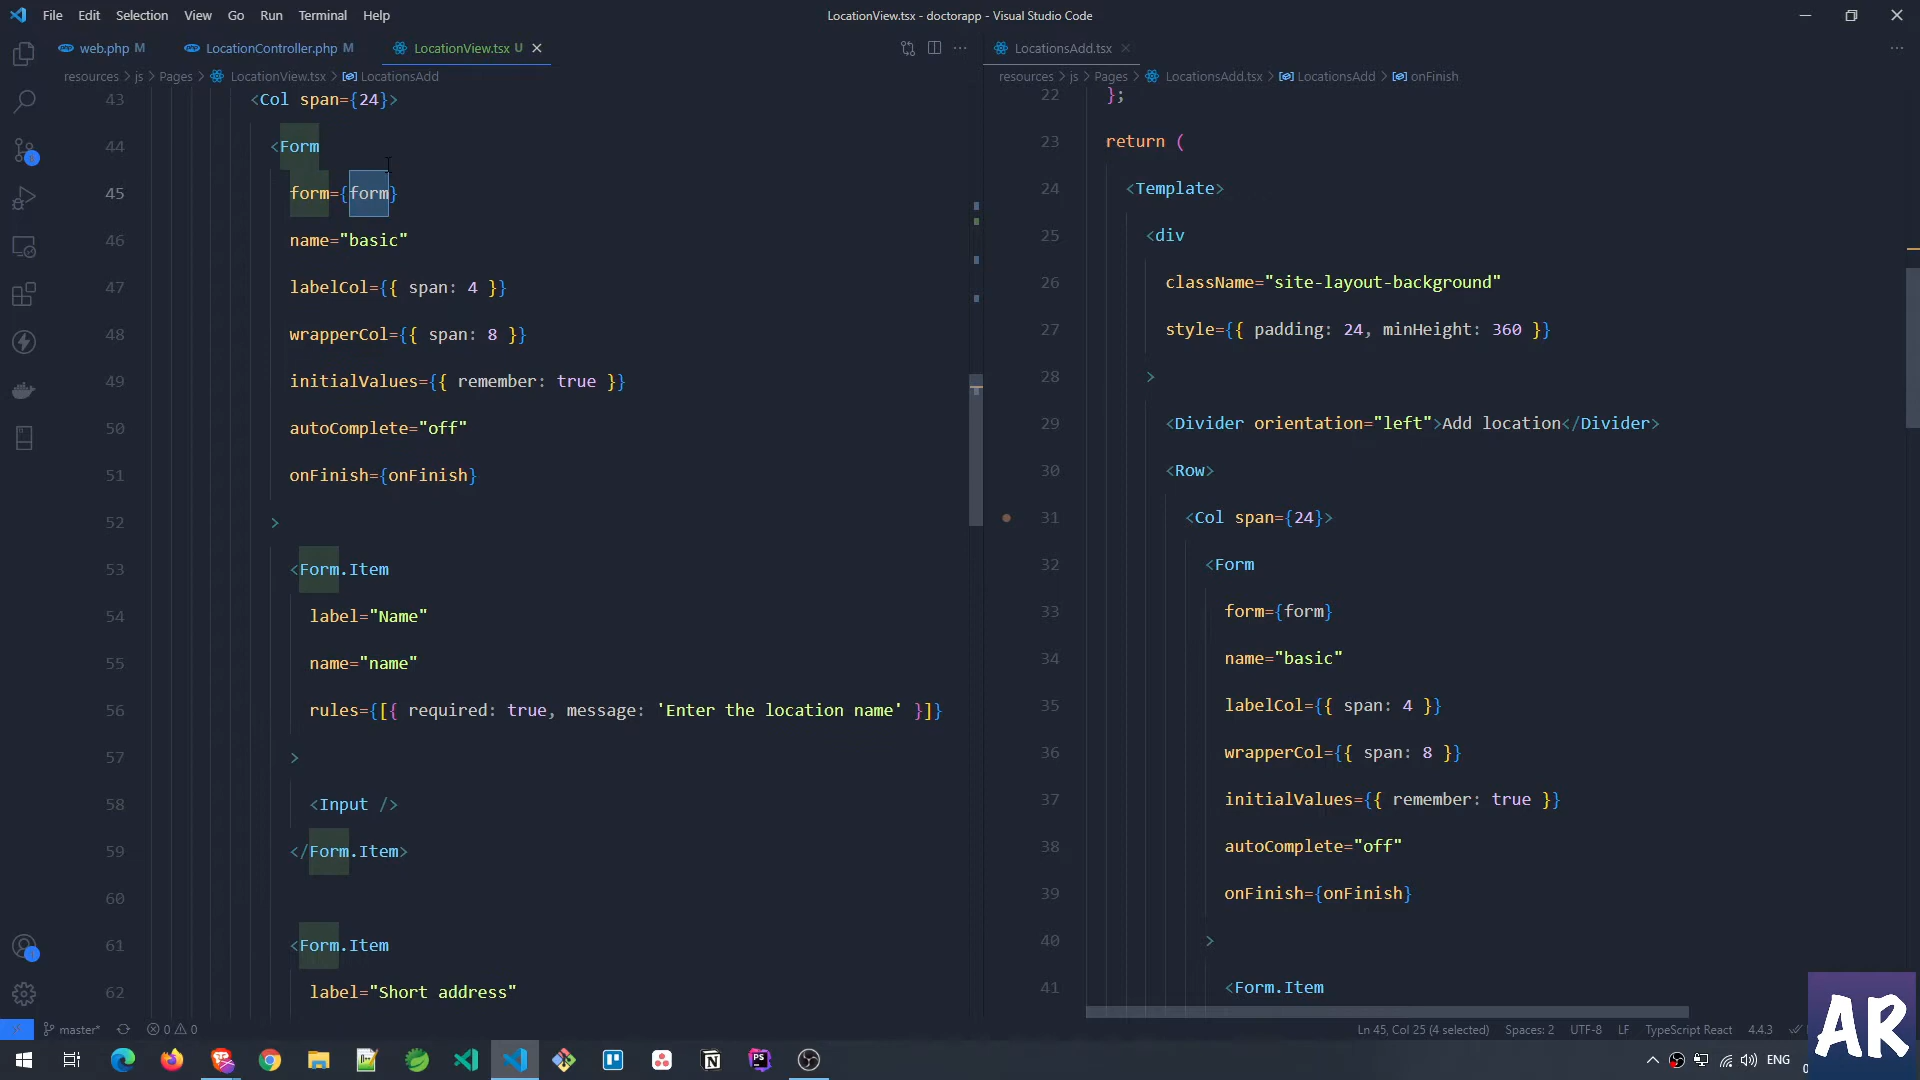 File Edit Selection View Go Run Terminal Help
LocationView.tsx - doctorapp - Visual Studio Code
web.php M
LocationController.php M
LocationView.tsx U
LocationsAdd.tsx
resources > js > Pages > LocationView.tsx > LocationsAdd
resources > js > Pages > LocationsAdd.tsx > LocationsAdd > onFinish
43 <Col span={24}>
44 <Form
45 form={form}
46 name="basic"
47 labelCol={{ span: 4 }}
48 wrapperCol={{ span: 8 }}
49 initialValues={{ remember: true }}
50 autoComplete="off"
51 onFinish={onFinish}
52 >
53 <Form.Item
54 label="Name"
55 name="name"
56 rules={[{ required: true, message: 'Enter the location name' }]}
57 >
58 <Input />
59 </Form.Item>
60
61 <Form.Item
62 label="Short address"
22 };
23 return (
24 <Template>
25 <div
26 className="site-layout-background"
27 style={{ padding: 24, minHeight: 360 }}
28 >
29 <Divider orientation="left">Add location</Divider>
30 <Row>
31 <Col span={24}>
32 <Form
33 form={form}
34 name="basic"
35 labelCol={{ span: 4 }}
36 wrapperCol={{ span: 8 }}
37 initialValues={{ remember: true }}
38 autoComplete="off"
39 onFinish={onFinish}
40 >
41 <Form.Item
master* 0 0
Ln 45, Col 25 (4 selected) Spaces: 2 UTF-8 LF TypeScript React 4.4.3
ENG
AR